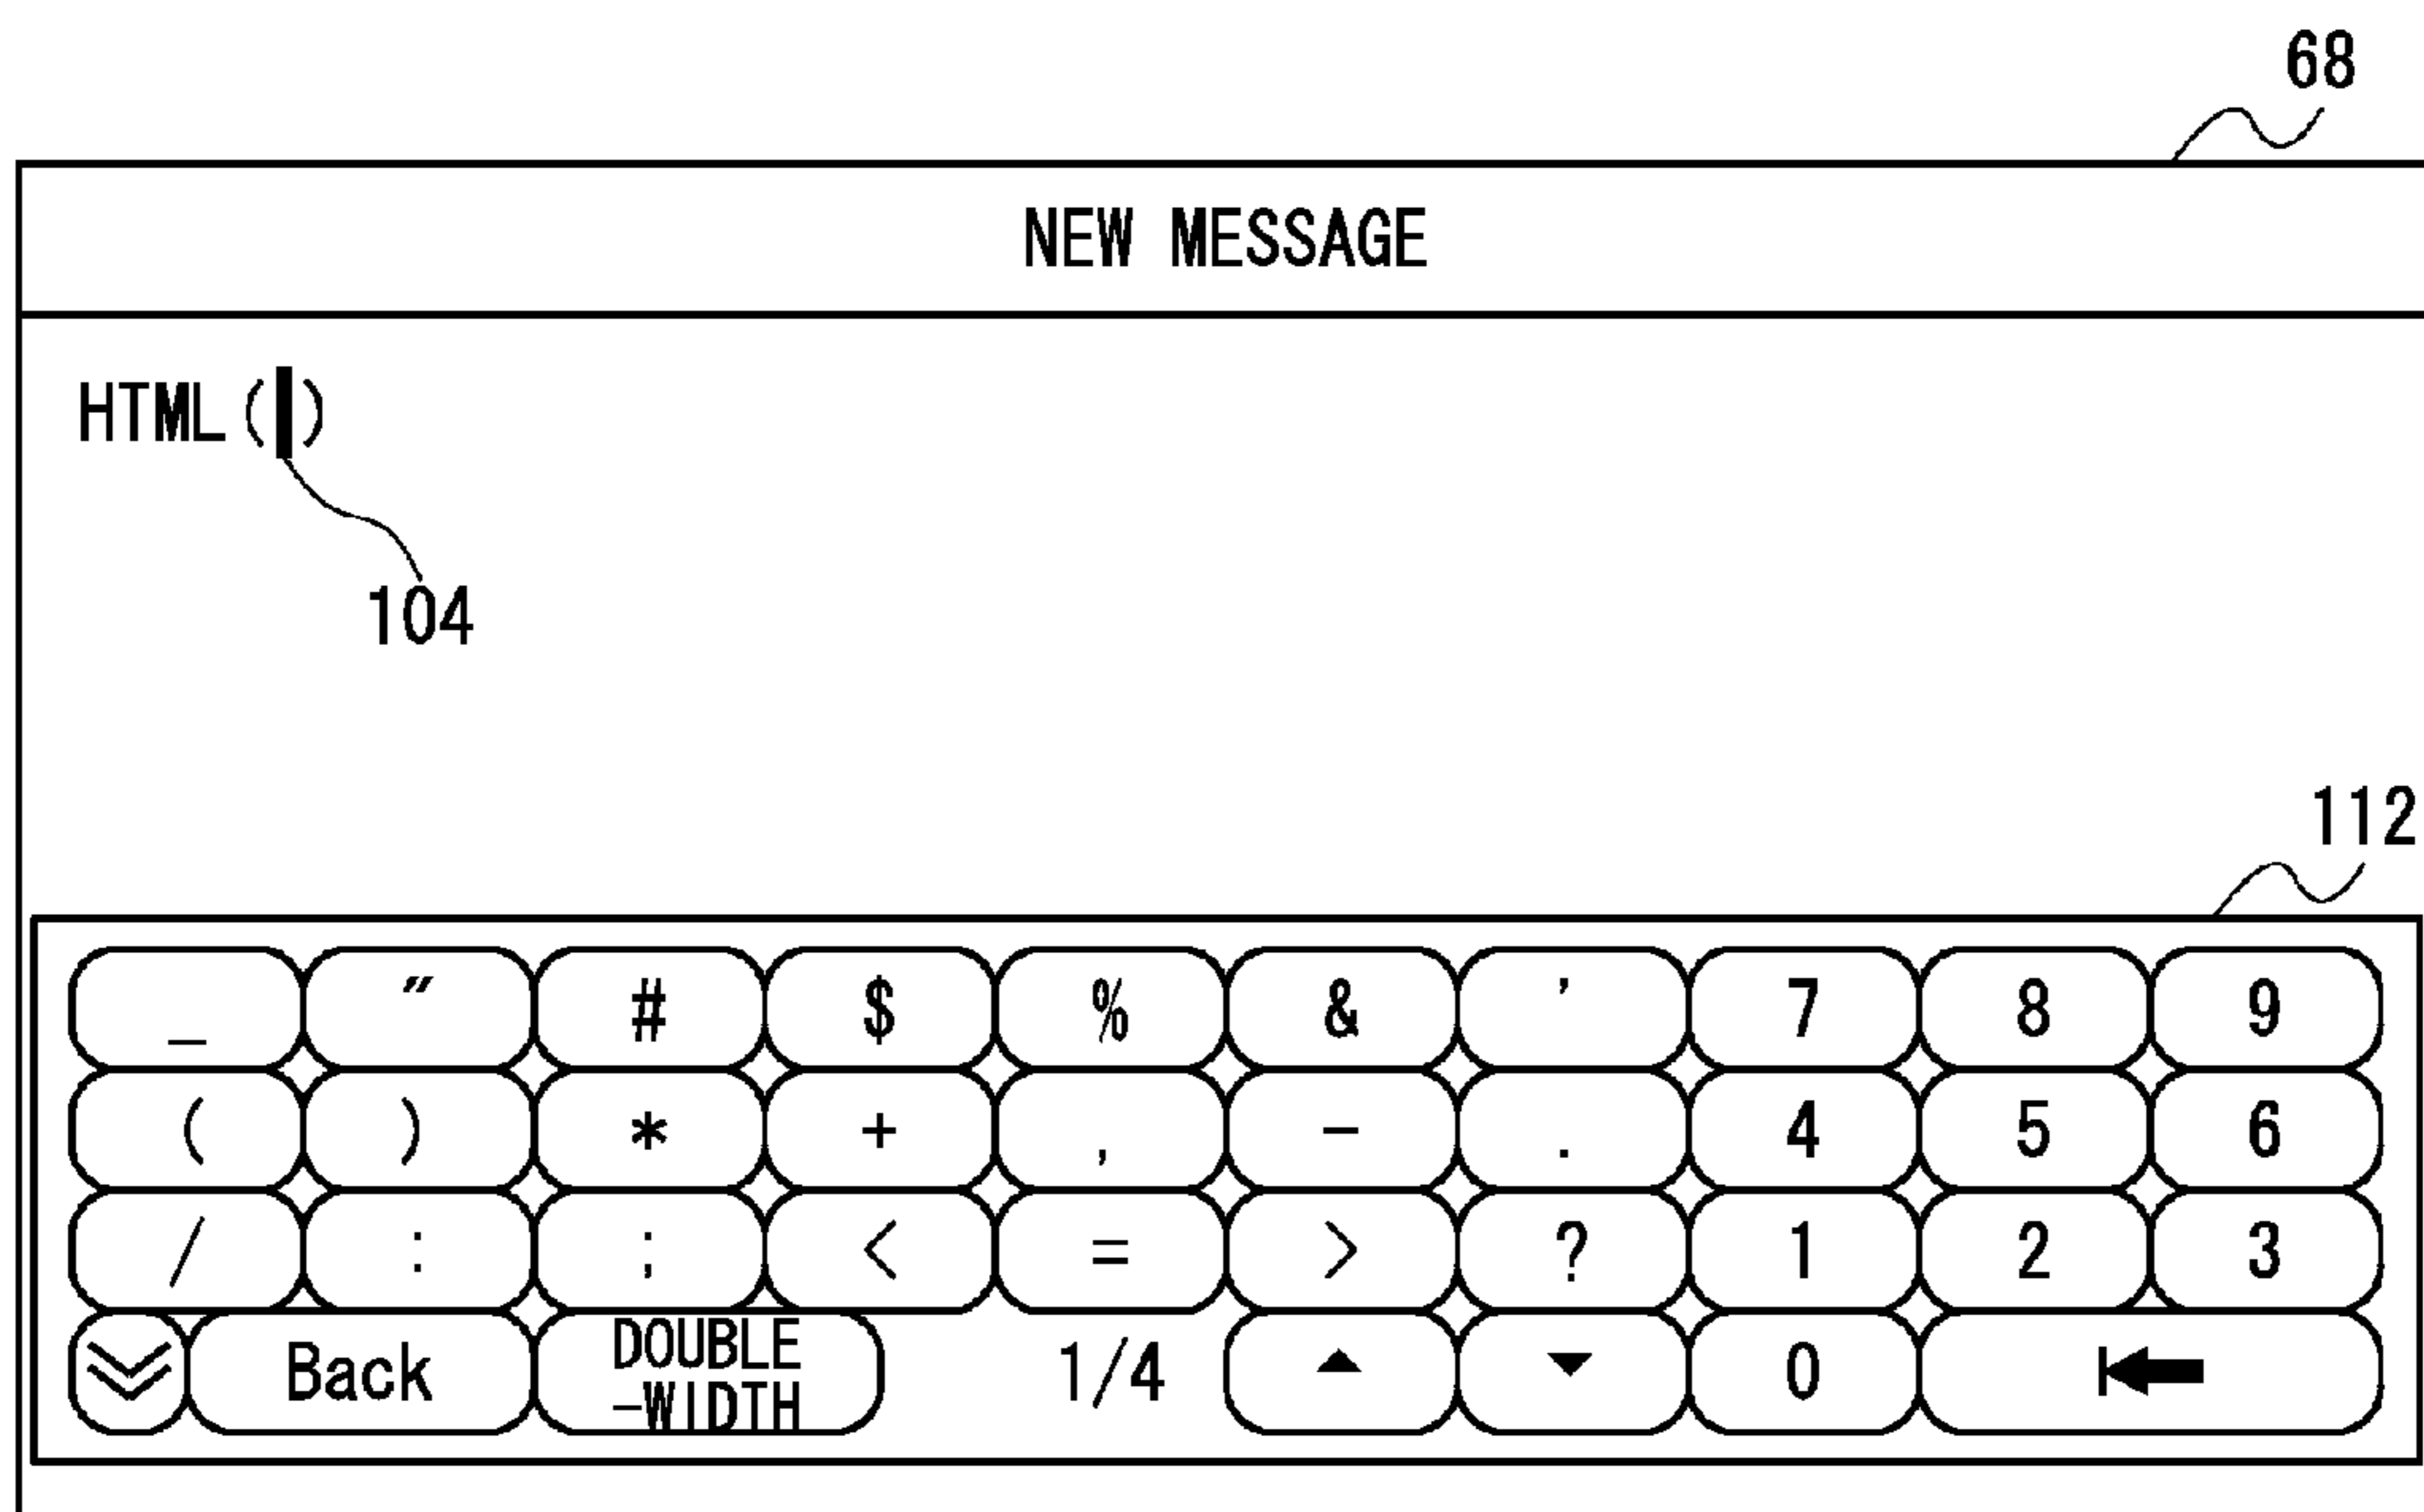 68
NEW MESSAGE
HTML(|)
104
112
_ ″ # $ % & ' 7 8 9
( ) * + , - . 4 5 6
/ : ; < = > ? 1 2 3
Back DOUBLE 1/4 ▲ ▼ 0
-WIDTH